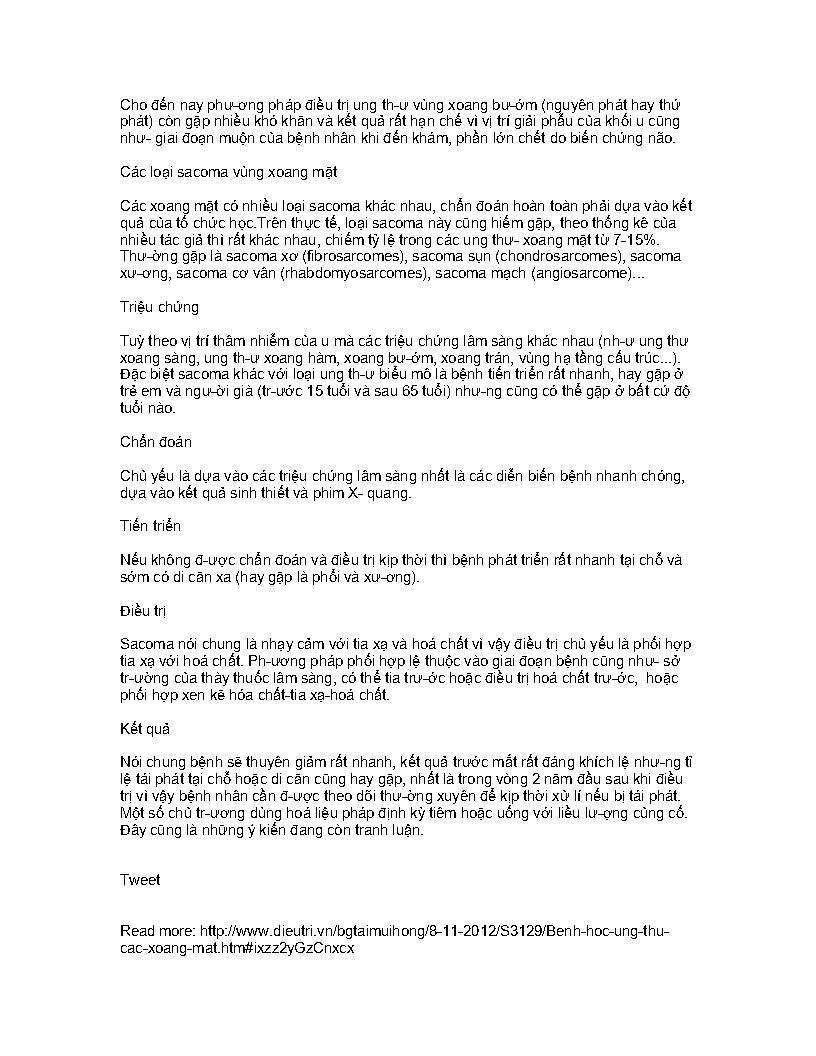 Cho đến nay phư-ơng pháp điều trị ung th-ư vùng xoang bư-ớm (nguyên phát hay thứ
phát) còn gặp nhiều khó khăn và kết quả rất hạn chế vì vị trí giải phẫu của khối u cũng
như- giai đoạn muộn của bệnh nhân khi đến khám, phần lớn chết do biến chứng não.
Các loại sacoma vùng xoang mặt
Các xoang mặt có nhiều loại sacoma khác nhau, chẩn đoán hoàn toàn phải dựa vào kết
quả của tổ chức học.Trên thực tế, loại sacoma này cũng hiếm gặp, theo thống kê của
nhiều tác giả thì rất khác nhau, chiếm tỷ lệ trong các ung thư- xoang mặt từ 7-15%.
Thư-ờng gặp là sacoma xơ (fibrosarcomes), sacoma sụn (chondrosarcomes), sacoma
xư-ơng, sacoma cơ vân (rhabdomyosarcomes), sacoma mạch (angiosarcome)...
Triệu chứng
Tuỳ theo vị trí thâm nhiễm của u mà các triệu chứng lâm sàng khác nhau (nh-ư ung thư
xoang sàng, ung th-ư xoang hàm, xoang bư-ớm, xoang trán, vùng hạ tầng cấu trúc...).
Đặc biệt sacoma khác với loại ung th-ư biểu mô là bệnh tiến triển rất nhanh, hay gặp ở
trẻ em và ngư-ời già (tr-ước 15 tuổi và sau 65 tuổi) như-ng cũng có thể gặp ở bất cứ độ
tuổi nào.
Chẩn đoán
Chủ yếu là dựa vào các triệu chứng lâm sàng nhất là các diễn biến bệnh nhanh chóng,
dựa vào kết quả sinh thiết và phim X- quang.
Tiến triển
Nếu không đ-ược chẩn đoán và điều trị kịp thời thì bệnh phát triển rất nhanh tại chỗ và
sớm có di căn xa (hay gặp là phổi và xư-ơng).
Điều trị
Sacoma nói chung là nhạy cảm với tia xạ và hoá chất vì vậy điều trị chủ yếu là phối hợp
tia xạ với hoá chất. Ph-ương pháp phối hợp lệ thuộc vào giai đoạn bệnh cũng như- sở
tr-ường của thày thuốc lâm sàng, có thể tia trư-ớc hoặc điều trị hoá chất trư-ớc,  hoặc
phối hợp xen kẽ hóa chất-tia xạ-hoá chất.
Kết quả
Nói chung bệnh sẽ thuyên giảm rất nhanh, kết quả trước mắt rất đáng khích lệ như-ng tỉ
lệ tái phát tại chỗ hoặc di căn cũng hay gặp, nhất là trong vòng 2 năm đầu sau khi điều
trị vì vậy bệnh nhân cần đ-ược theo dõi thư-ờng xuyên để kịp thời xử lí nếu bị tái phát.
Một số chủ tr-ương dùng hoá liệu pháp định kỳ tiêm hoặc uống với liều lư-ợng củng cố.
Đây cũng là những ý kiến đang còn tranh luận.
Tweet
Read more: http://www.dieutri.vn/bgtaimuihong/8-11-2012/S3129/Benh-hoc-ung-thu-
cac-xoang-mat.htm#ixzz2yGzCnxcx